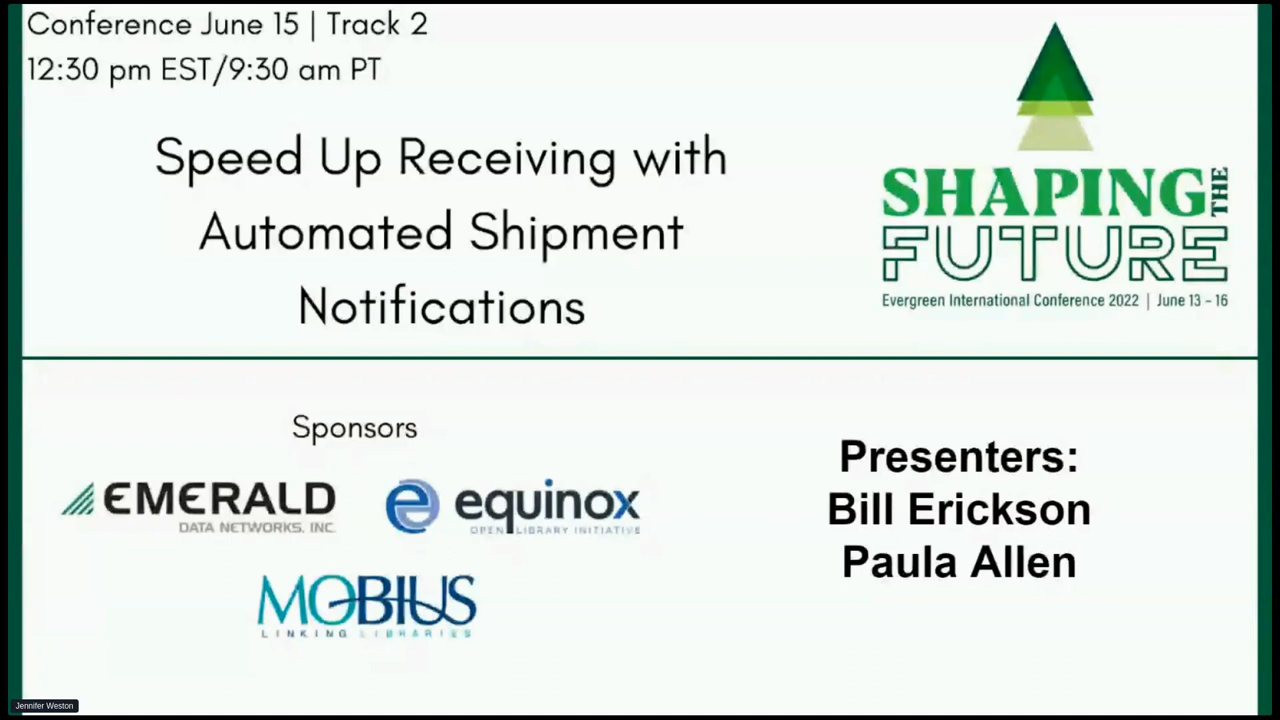 Conference June 15 | Track 2
12:30 pm EST/9:30 am PT
Speed Up Receiving with
Automated Shipment
Notifications
SHAPING THE
FUTURE
Evergreen International Conference 2022 | June 13 - 16
Sponsors
EMERALD
DATA NETWORKS, INC.
equinox
OPEN LIBRARY INITIATIVE
MOBIUS
LINKING LIBRARIES
Presenters:
Bill Erickson
Paula Allen
Jennifer Weston